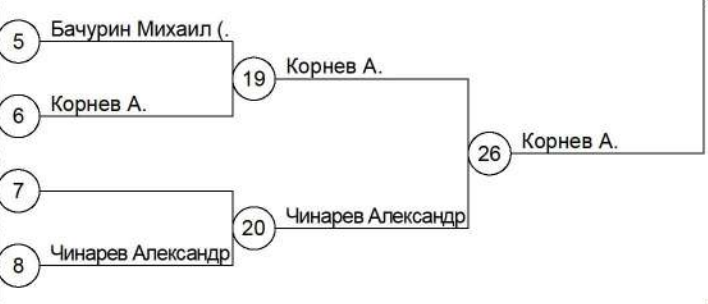 5 Бачурин Михаил (.
19 Корнев А.
6 Корнев А.
26 Корнев А.
7
20 Чинарев Александр
8 Чинарев Александр